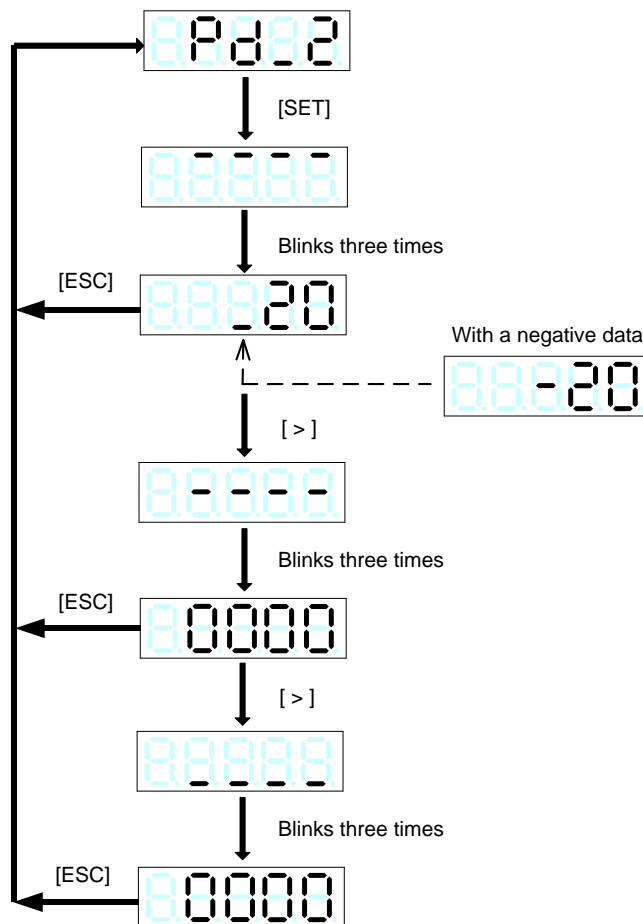 Pd_2
[SET]
- - - -
Blinks three times
[ESC]
_20
With a negative data
-20
[ > ]
- - - -
Blinks three times
[ESC]
0000
[ > ]
_ _ _ _
Blinks three times
[ESC]
0000